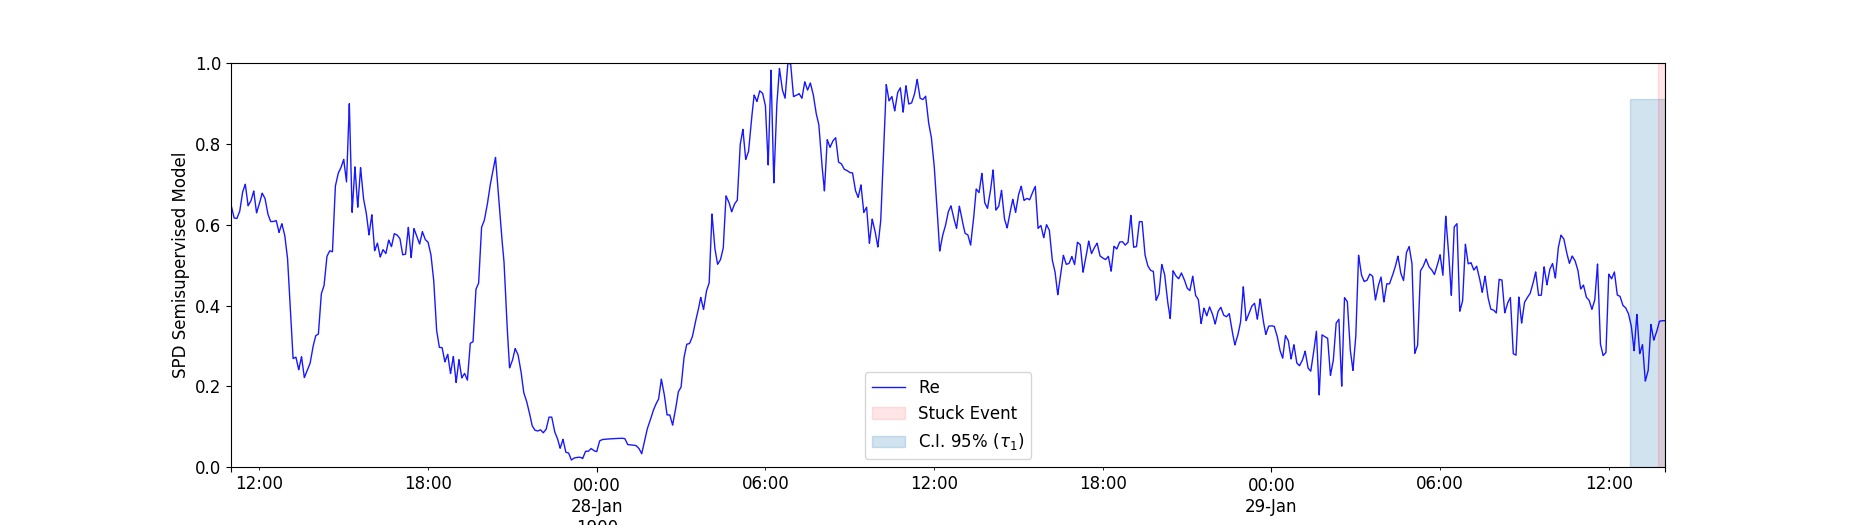 SPD Semisupervised Model
1.0
0.8
0.6
0.4
0.2
0.0
Re
Stuck Event
C.I. 95% (τ₁)
12:00 18:00 00:00 06:00 12:00 18:00 00:00 06:00 12:00
28-Jan 29-Jan
1900